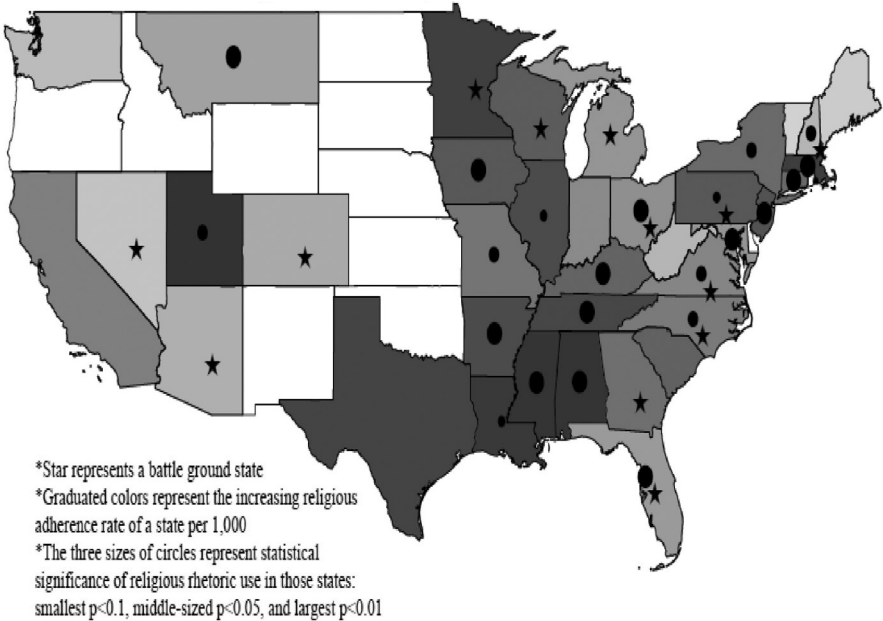 *Star represents a battle ground state
*Graduated colors represent the increasing religious
adherence rate of a state per 1,000
*The three sizes of circles represent statistical
significance of religious rhetoric use in those states:
smallest p<0.1, middle-sized p<0.05, and largest p<0.01